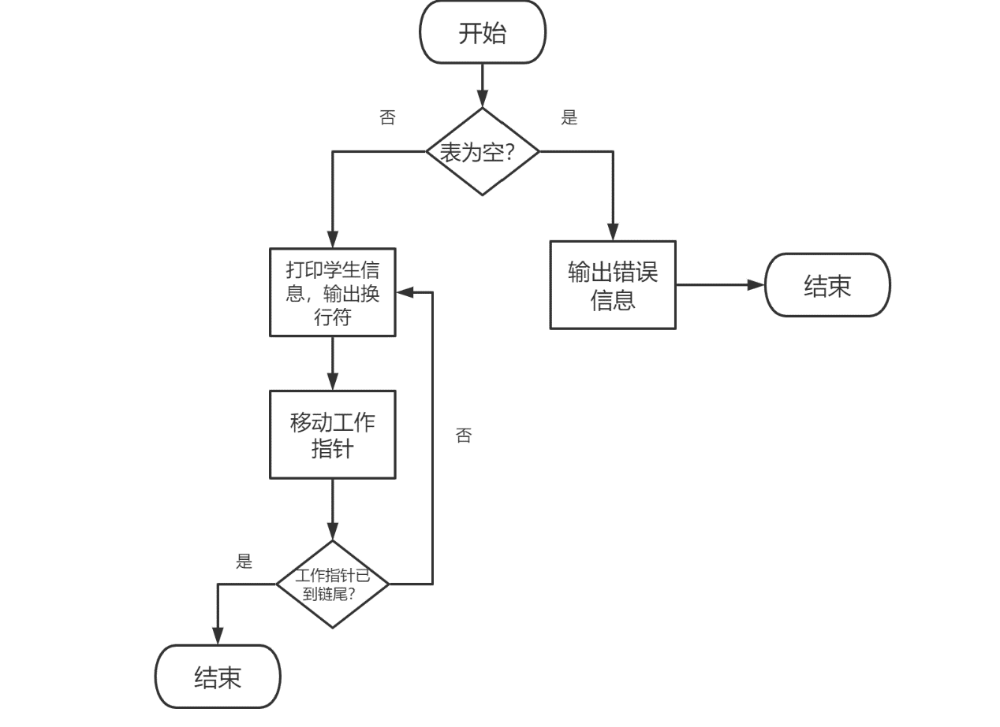 开始
否
是
表为空？
打印学生信
息，输出换
行符
输出错误
信息
结束
移动工作
指针
否
是
工作指针已
到链尾？
结束